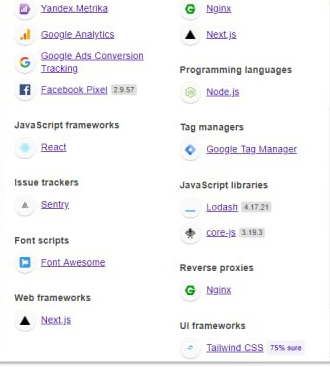 Yandex Metrika
Google Analytics
Google Ads Conversion
Tracking
Facebook Pixel 2.9.57
JavaScript frameworks
React
Issue trackers
Sentry
Font scripts
Font Awesome
Web frameworks
Next.js
Nginx
Next.js
Programming languages
Node.js
Tag managers
Google Tag Manager
JavaScript libraries
Lodash 4.17.21
core-js 3.19.3
Reverse proxies
Nginx
UI frameworks
Tailwind CSS 75% sure